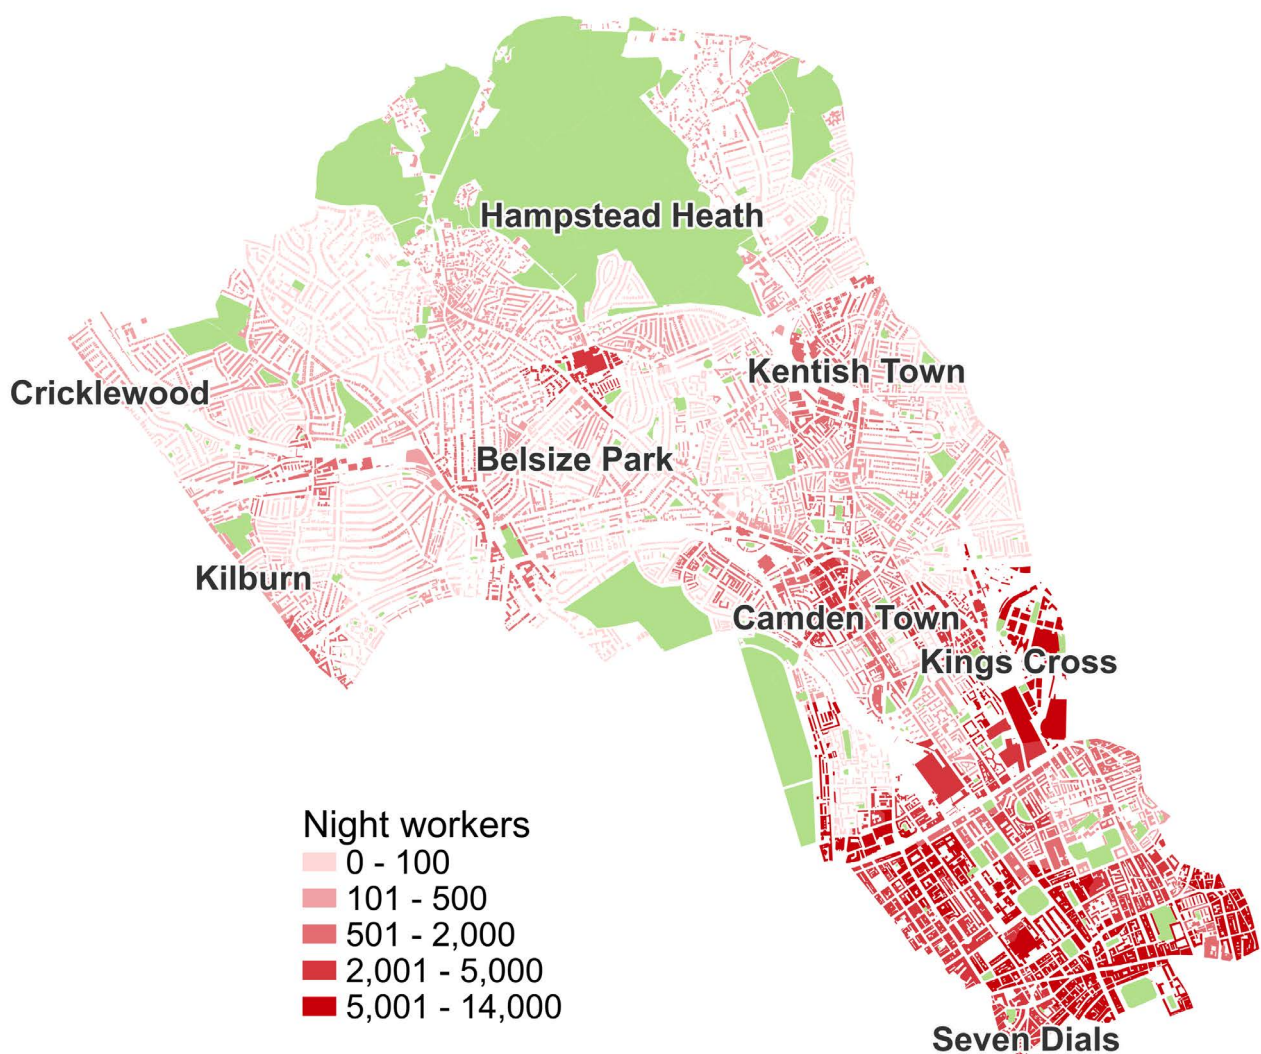 Hampstead Heath
Kentish Town
Cricklewood
Belsize Park
Kilburn
Camden Town
Kings Cross
Night workers
0 - 100
101 - 500
501 - 2,000
2,001 - 5,000
5,001 - 14,000
Seven Dials